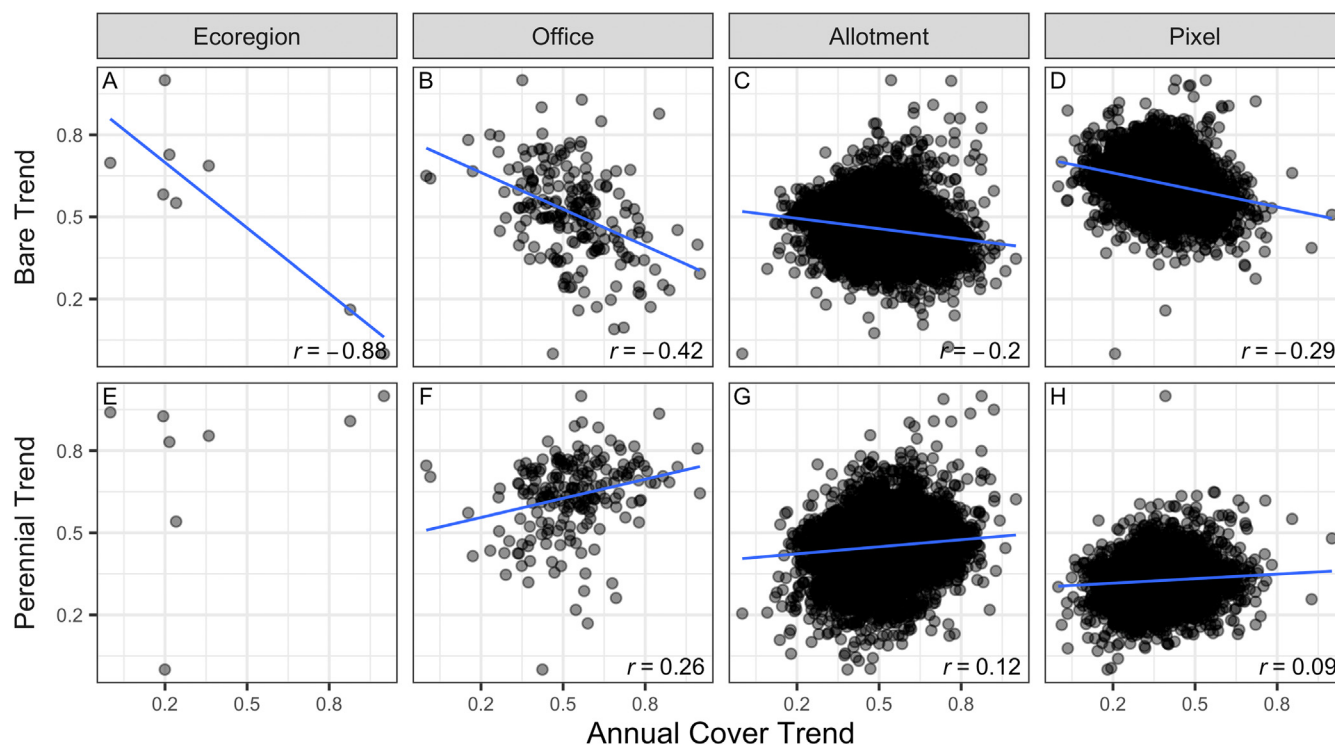 Ecoregion Office Allotment Pixel
A B C D
0.8
0.5
0.2
Bare Trend
r = −0.88 r = −0.42 r = −0.2 r = −0.29
E F G H
0.8
0.5
0.2
Perennial Trend
r = 0.26 r = 0.12 r = 0.09
0.2 0.5 0.8 0.2 0.5 0.8 0.2 0.5 0.8 0.2 0.5 0.8
Annual Cover Trend